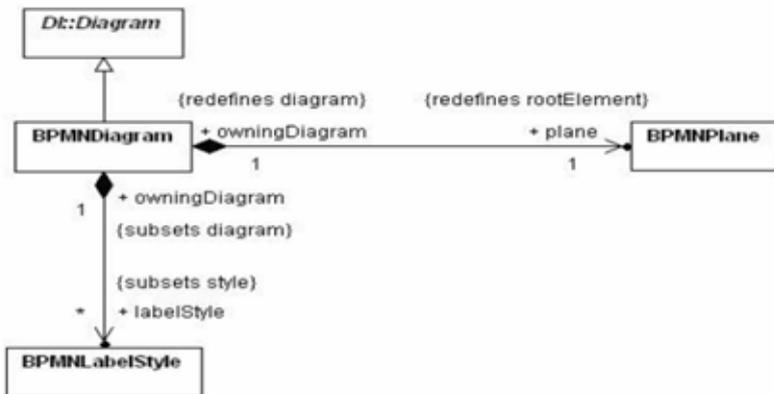 DI::Diagram
{redefines diagram}
{redefines rootElement}
BPMNDiagram
+ owningDiagram
+ plane
BPMNPlane
1
1
1
+ owningDiagram
{subsets diagram}
{subsets style}
*
+ labelStyle
BPMNLabelStyle